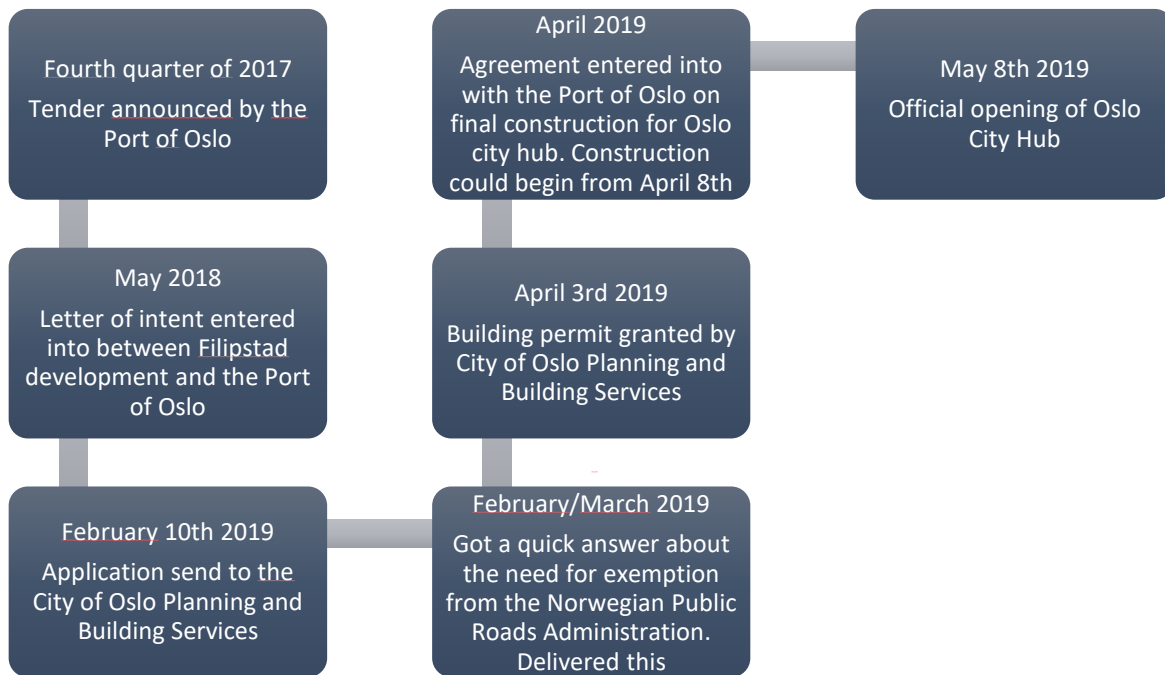 Fourth quarter of 2017
Tender announced by the
Port of Oslo
May 2018
Letter of intent entered
into between Filipstad
development and the Port
of Oslo
February 10th 2019
Application send to the
City of Oslo Planning and
Building Services
February/March 2019
Got a quick answer about
the need for exemption
from the Norwegian Public
Roads Administration.
Delivered this
April 3rd 2019
Building permit granted by
City of Oslo Planning and
Building Services
April 2019
Agreement entered into
with the Port of Oslo on
final construction for Oslo
city hub. Construction
could begin from April 8th
May 8th 2019
Official opening of Oslo
City Hub